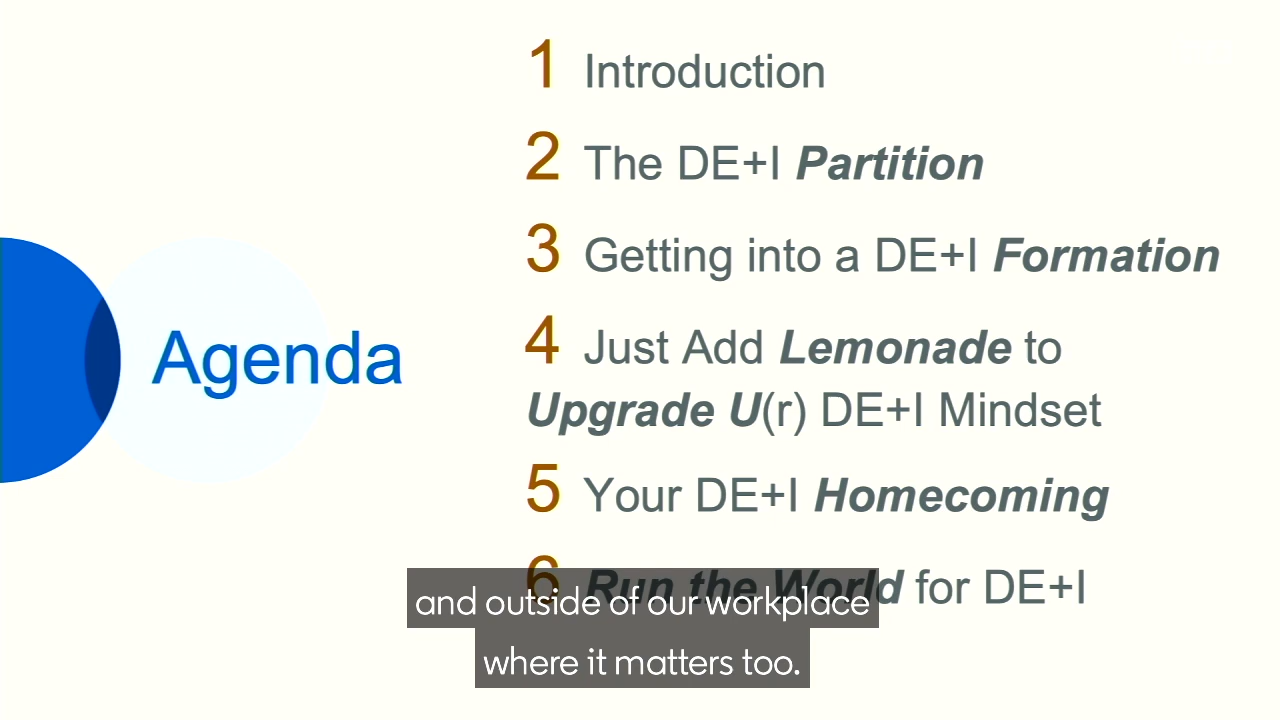 Agenda
1 Introduction
2 The DE+I Partition
3 Getting into a DE+I Formation
4 Just Add Lemonade to
Upgrade U(r) DE+I Mindset
5 Your DE+I Homecoming
6 Run the World for DE+I
and outside of our workplace
where it matters too.